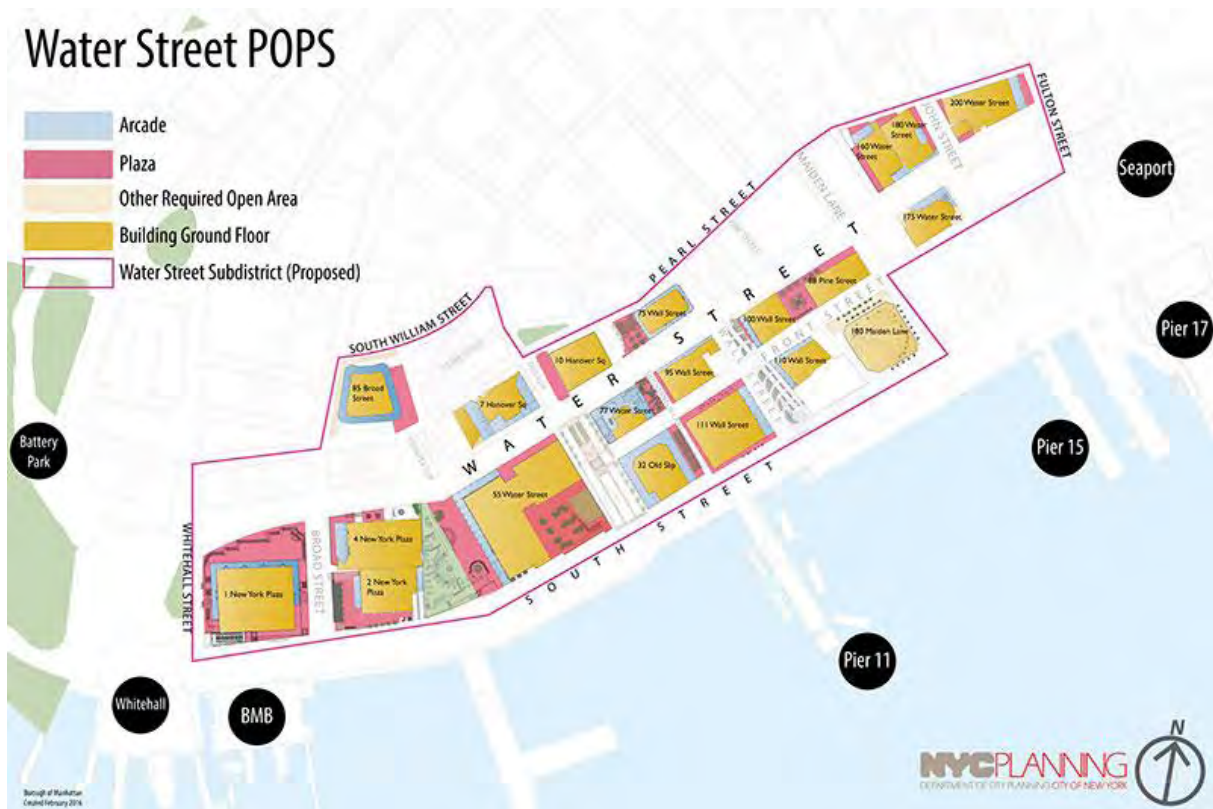 Water Street POPS
Arcade
Plaza
Other Required Open Area
Building Ground Floor
Water Street Subdistrict (Proposed)
FULTON STREET
200 Water Street
JOHN STREET
180 Water
Street
160 Water
Street
Seaport
MAIDEN LANE
175 Water Street
PEARL STREET
88 Pine Street
WATER STREET
SOUTH WILLIAM STREET
75 Wall Street
100 Wall Street
FRONT STREET
180 Maiden Lane
Pier 17
10 Hanover Sq
110 Wall Street
95 Wall Street
85 Broad
Street
7 Hanover Sq
77 Water Street
111 Wall Street
Battery
Park
Pier 15
32 Old Slip
55 Water Street
SOUTH STREET
WHITEHALL STREET
BROAD STREET
4 New York Plaza
2 New York
Plaza
1 New York Plaza
Pier 11
Whitehall
BMB
N
NYCPLANNING
DEPARTMENT OF CITY PLANNING CITY OF NEW YORK
Borough of Manhattan
Created February 2016